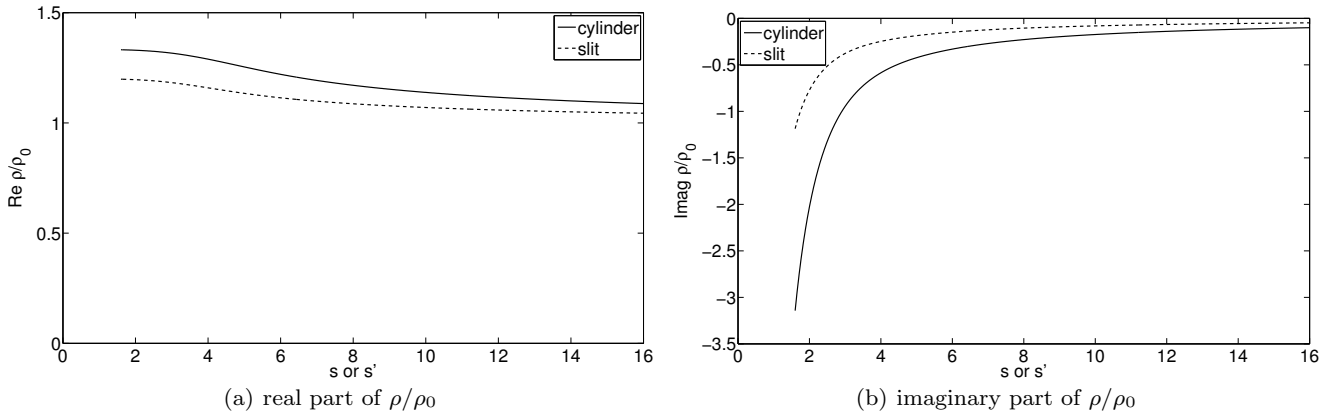 1.5
1
0.5
0
Re ρ/ρ0
0 2 4 6 8 10 12 14 16
s or s'
cylinder
slit
(a) real part of ρ/ρ0
0
−0.5
−1
−1.5
−2
−2.5
−3
−3.5
Imag ρ/ρ0
0 2 4 6 8 10 12 14 16
s or s'
cylinder
slit
(b) imaginary part of ρ/ρ0